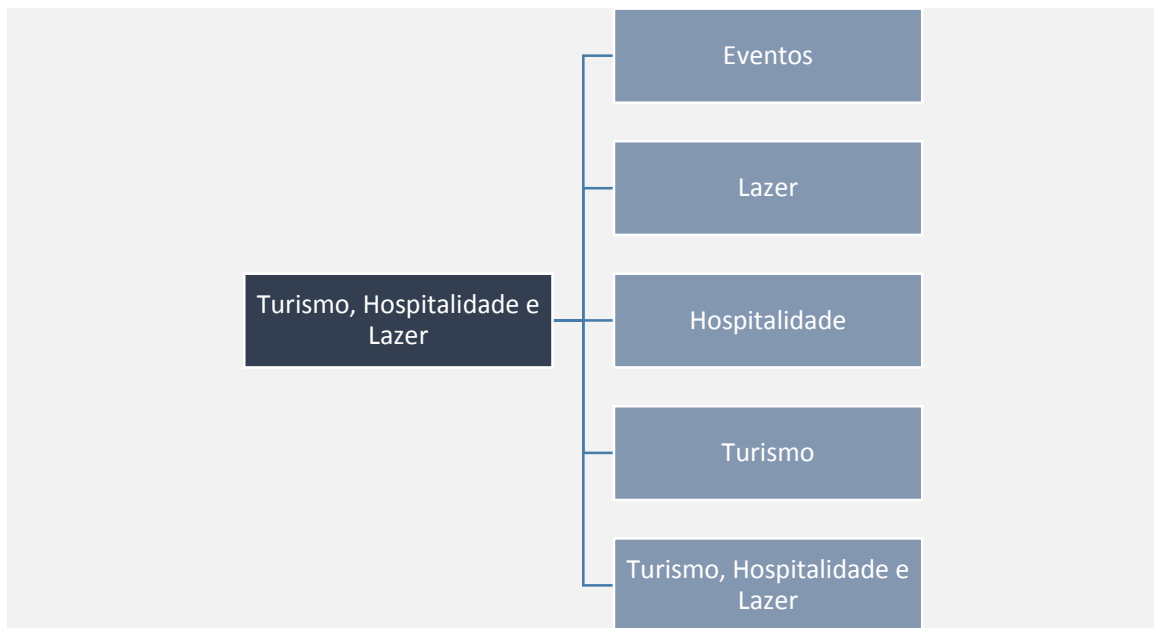 Eventos
Lazer
Turismo, Hospitalidade e
Lazer
Hospitalidade
Turismo
Turismo, Hospitalidade e
Lazer